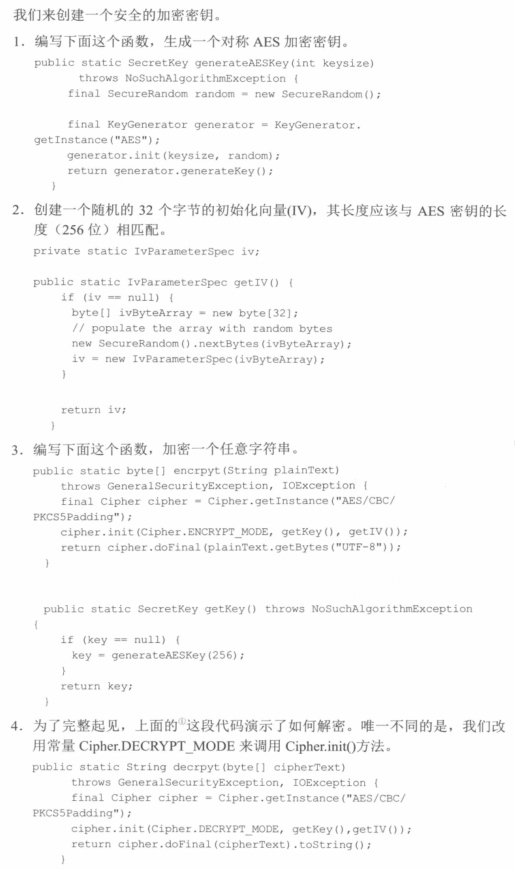 我们来创建一个安全的加密密钥。
1. 编写下面这个函数，生成一个对称 AES 加密密钥。
public static SecretKey generateAESKey(int keysize)
throws NoSuchAlgorithmException {
final SecureRandom random = new SecureRandom();
final KeyGenerator generator = KeyGenerator.
getInstance("AES");
generator.init(keysize, random);
return generator.generateKey();
}
2. 创建一个随机的 32 个字节的初始化向量(IV)，其长度应该与 AES 密钥的长
度（256 位）相匹配。
private static IvParameterSpec iv;
public static IvParameterSpec getIV() {
if (iv == null) {
byte[] ivByteArray = new byte[32];
// populate the array with random bytes
new SecureRandom().nextBytes(ivByteArray);
iv = new IvParameterSpec(ivByteArray);
}
return iv;
}
3. 编写下面这个函数，加密一个任意字符串。
public static byte[] encrpyt(String plainText)
throws GeneralSecurityException, IOException {
final Cipher cipher = Cipher.getInstance("AES/CBC/
PKCS5Padding");
cipher.init(Cipher.ENCRYPT_MODE, getKey(), getIV());
return cipher.doFinal(plainText.getBytes("UTF-8"));
}
public static SecretKey getKey() throws NoSuchAlgorithmException
{
if (key == null) {
key = generateAESKey(256);
}
return key;
}
4. 为了完整起见，上面的①这段代码演示了如何解密。唯一不同的是，我们改
用常量 Cipher.DECRYPT_MODE 来调用 Cipher.init()方法。
public static String decrpyt(byte[] cipherText)
throws GeneralSecurityException, IOException {
final Cipher cipher = Cipher.getInstance("AES/CBC/
PKCS5Padding");
cipher.init(Cipher.DECRYPT_MODE, getKey(),getIV());
return cipher.doFinal(cipherText).toString();
}